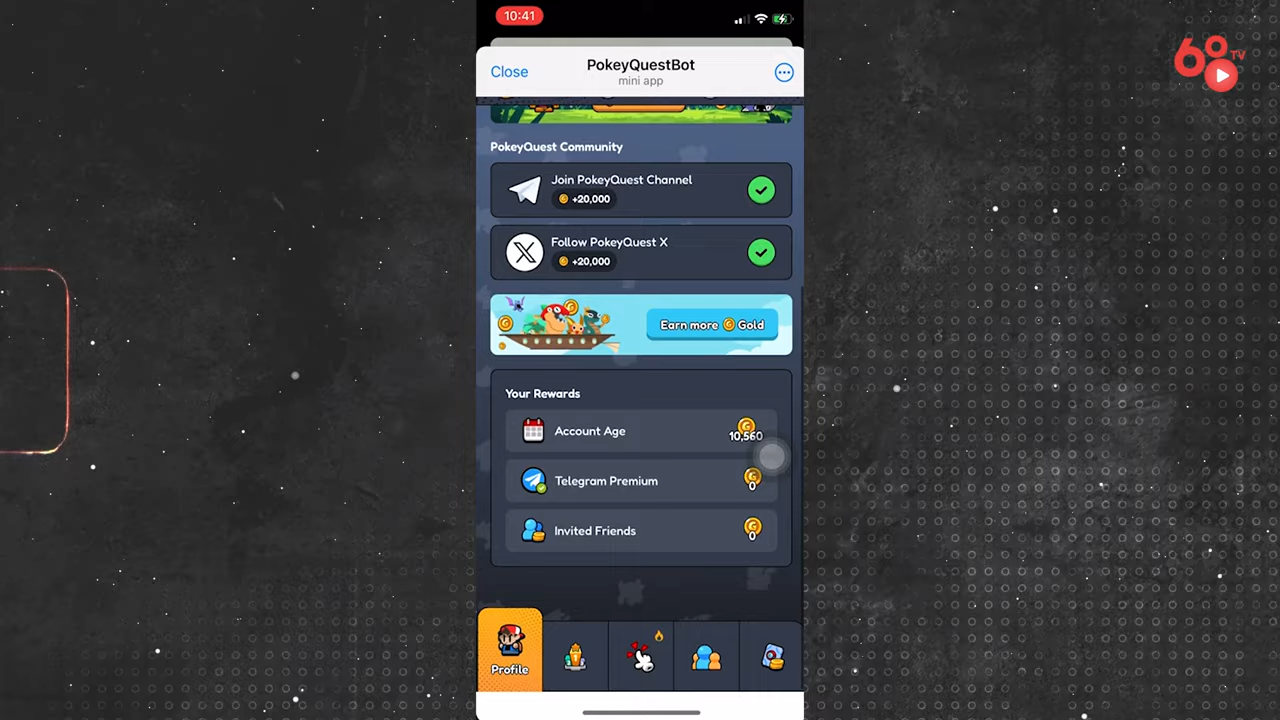 10:41
60 TV
Close
PokeyQuestBot
mini app
PokeyQuest Community
Join PokeyQuest Channel
+20,000
Follow PokeyQuest X
+20,000
Earn more G Gold
Your Rewards
Account Age
10,560
Telegram Premium
0
Invited Friends
0
Profile